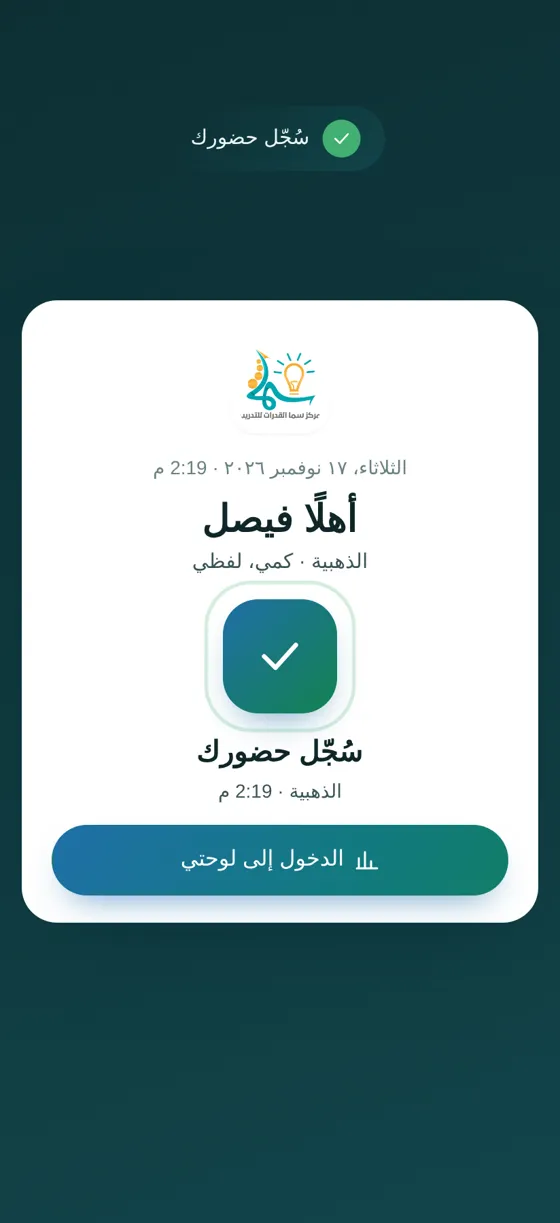 سُجّل حضورك
مركز سما القدرات للتدريب
الثلاثاء، ١٧ نوفمبر ٢٠٢٦ · 2:19 م
أهلًا فيصل
الذهبية · كمي، لفظي
سُجّل حضورك
الذهبية · 2:19 م
الدخول إلى لوحتي